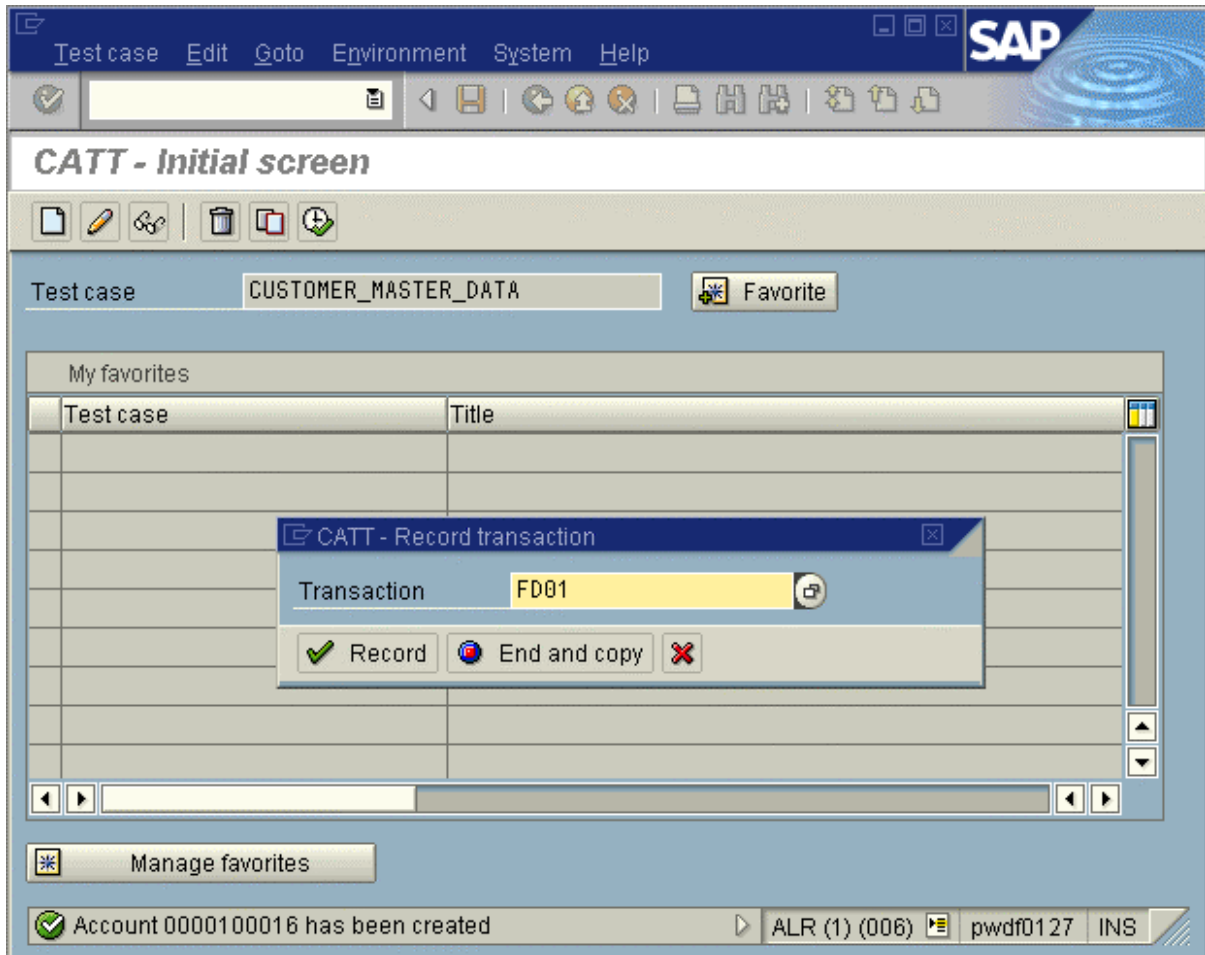 Test case Edit Goto Environment System Help
SAP
CATT - Initial screen
Test case CUSTOMER_MASTER_DATA Favorite
My favorites
Test case Title
CATT - Record transaction
Transaction FD01
Record End and copy
Manage favorites
Account 0000100016 has been created ALR (1) (006) pwdf0127 INS